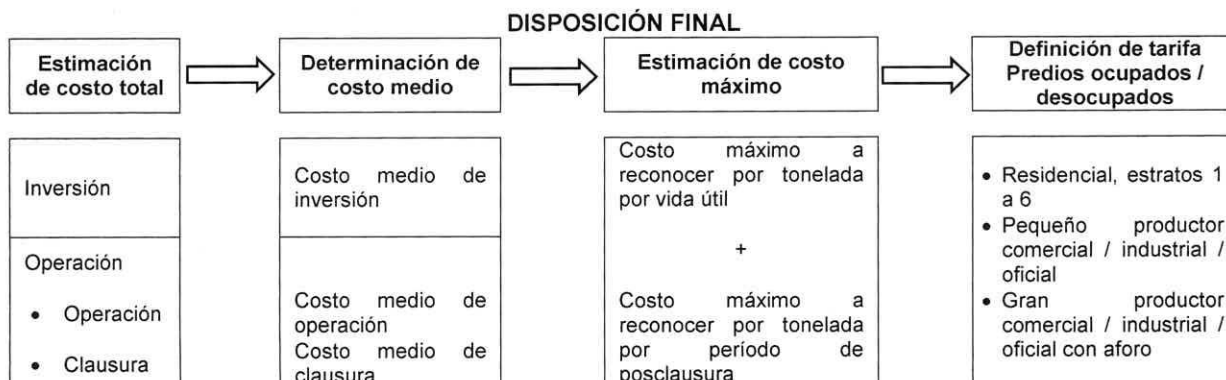 DISPOSICIÓN FINAL
Estimación
de costo total
Determinación de
costo medio
Estimación de costo
máximo
Definición de tarifa
Predios ocupados /
desocupados
Inversión
Operación
• Operación
• Clausura
Costo medio de
inversión
Costo medio de
operación
Costo medio de
clausura
Costo máximo a
reconocer por tonelada
por vida útil
+
Costo máximo a
reconocer por tonelada
por período de
posclausura
• Residencial, estratos 1
a 6
• Pequeño productor
comercial / industrial /
oficial
• Gran productor
comercial / industrial /
oficial con aforo